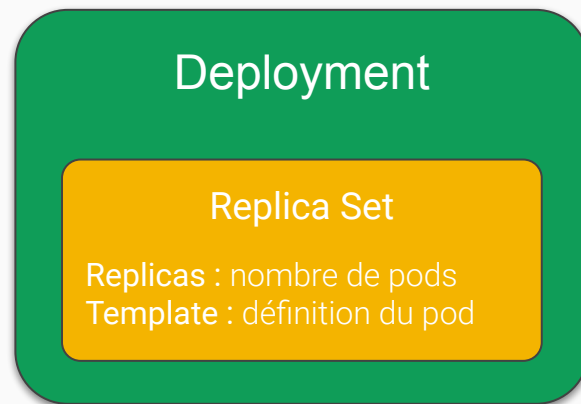 Deployment
Replica Set
Replicas : nombre de pods
Template : définition du pod